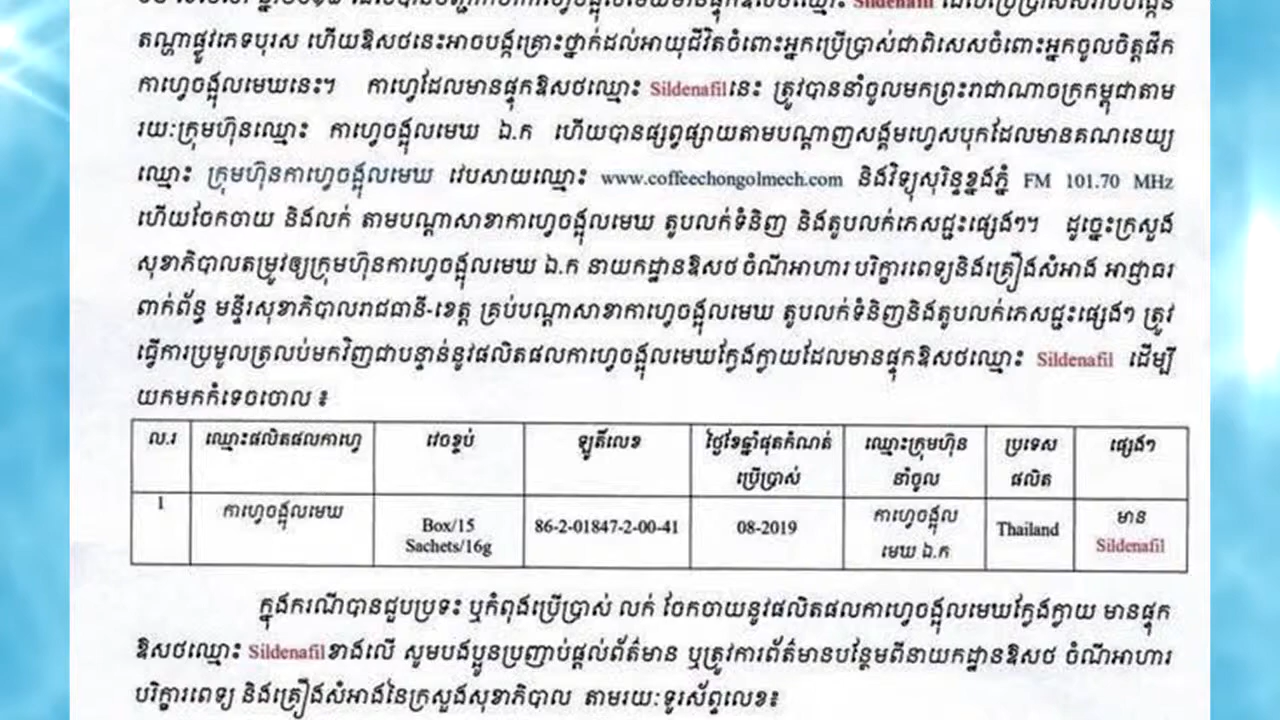 ឈ្មោះ Sildenafil
តណ្ហាផ្លូវភេទបុរស ហើយឱសថនេះអាចបង្កគ្រោះថ្នាក់ដល់អាយុជីវិតចំពោះអ្នកប្រើប្រាស់ជាពិសេសចំពោះអ្នកចូលចិត្តផឹក
កាហ្វេចង្អុលមេឃនេះ។ កាហ្វេដែលមានផ្ទុកឱសថឈ្មោះ Sildenafilនេះ ត្រូវបាននាំចូលមកព្រះរាជាណាចក្រកម្ពុជាតាម
រយៈក្រុមហ៊ុនឈ្មោះ កាហ្វេចង្អុលមេឃ ឯ.ក ហើយបានផ្សព្វផ្សាយតាមបណ្តាញសង្គមហ្វេសបុកដែលមានគណនេយ្យ
ឈ្មោះ ក្រុមហ៊ុនកាហ្វេចង្អុលមេឃ វេបសាយឈ្មោះ www.coffeechongolmech.com និងវិទ្យុសុរិន្ទខ្នងភ្នំ FM 101.70 MHz
ហើយចែកចាយ និងលក់ តាមបណ្តាសាខាកាហ្វេចង្អុលមេឃ តូបលក់ទំនិញ និងតូបលក់ភេសជ្ជះផ្សេងៗ។ ដូច្នេះក្រសួង
សុខាភិបាលតម្រូវឲ្យក្រុមហ៊ុនកាហ្វេចង្អុលមេឃ ឯ.ក នាយកដ្ឋានឱសថ ចំណីអាហារ បរិក្ខារពេទ្យនិងគ្រឿងសំអាង អាជ្ញាធរ
ពាក់ព័ន្ធ មន្ទីរសុខាភិបាលរាជធានី-ខេត្ត គ្រប់បណ្តាសាខាកាហ្វេចង្អុលមេឃ តូបលក់ទំនិញនិងតូបលក់ភេសជ្ជះផ្សេងៗ ត្រូវ
ធ្វើការប្រមូលត្រលប់មកវិញជាបន្ទាន់នូវផលិតផលកាហ្វេចង្អុលមេឃក្លែងក្លាយដែលមានផ្ទុកឱសថឈ្មោះ Sildenafil ដើម្បី
យកមកកំទេចចោល ៖
ល.រ ឈ្មោះផលិតផលកាហ្វេ វេចខ្ចប់ ឡូតិ៍លេខ ថ្ងៃខែឆ្នាំផុតកំណត់ ឈ្មោះក្រុមហ៊ុន ប្រទេស ផ្សេងៗ
ប្រើប្រាស់ នាំចូល ផលិត
1 កាហ្វេចង្អុលមេឃ Box/15 86-2-01847-2-00-41 08-2019 កាហ្វេចង្អុល Thailand មាន
Sachets/16g មេឃ ឯ.ក Sildenafil
ក្នុងករណីបានជួបប្រទះ ឬកំពុងប្រើប្រាស់ លក់ ចែកចាយនូវផលិតផលកាហ្វេចង្អុលមេឃក្លែងក្លាយ មានផ្ទុក
ឱសថឈ្មោះ Sildenafilខាងលើ សូមបងប្អូនប្រញាប់ផ្តល់ព័ត៌មាន ឬត្រូវការព័ត៌មានបន្ថែមពីនាយកដ្ឋានឱសថ ចំណីអាហារ
បរិក្ខារពេទ្យ និងគ្រឿងសំអាងនៃក្រសួងសុខាភិបាល តាមរយៈទូរស័ព្ទលេខ៖